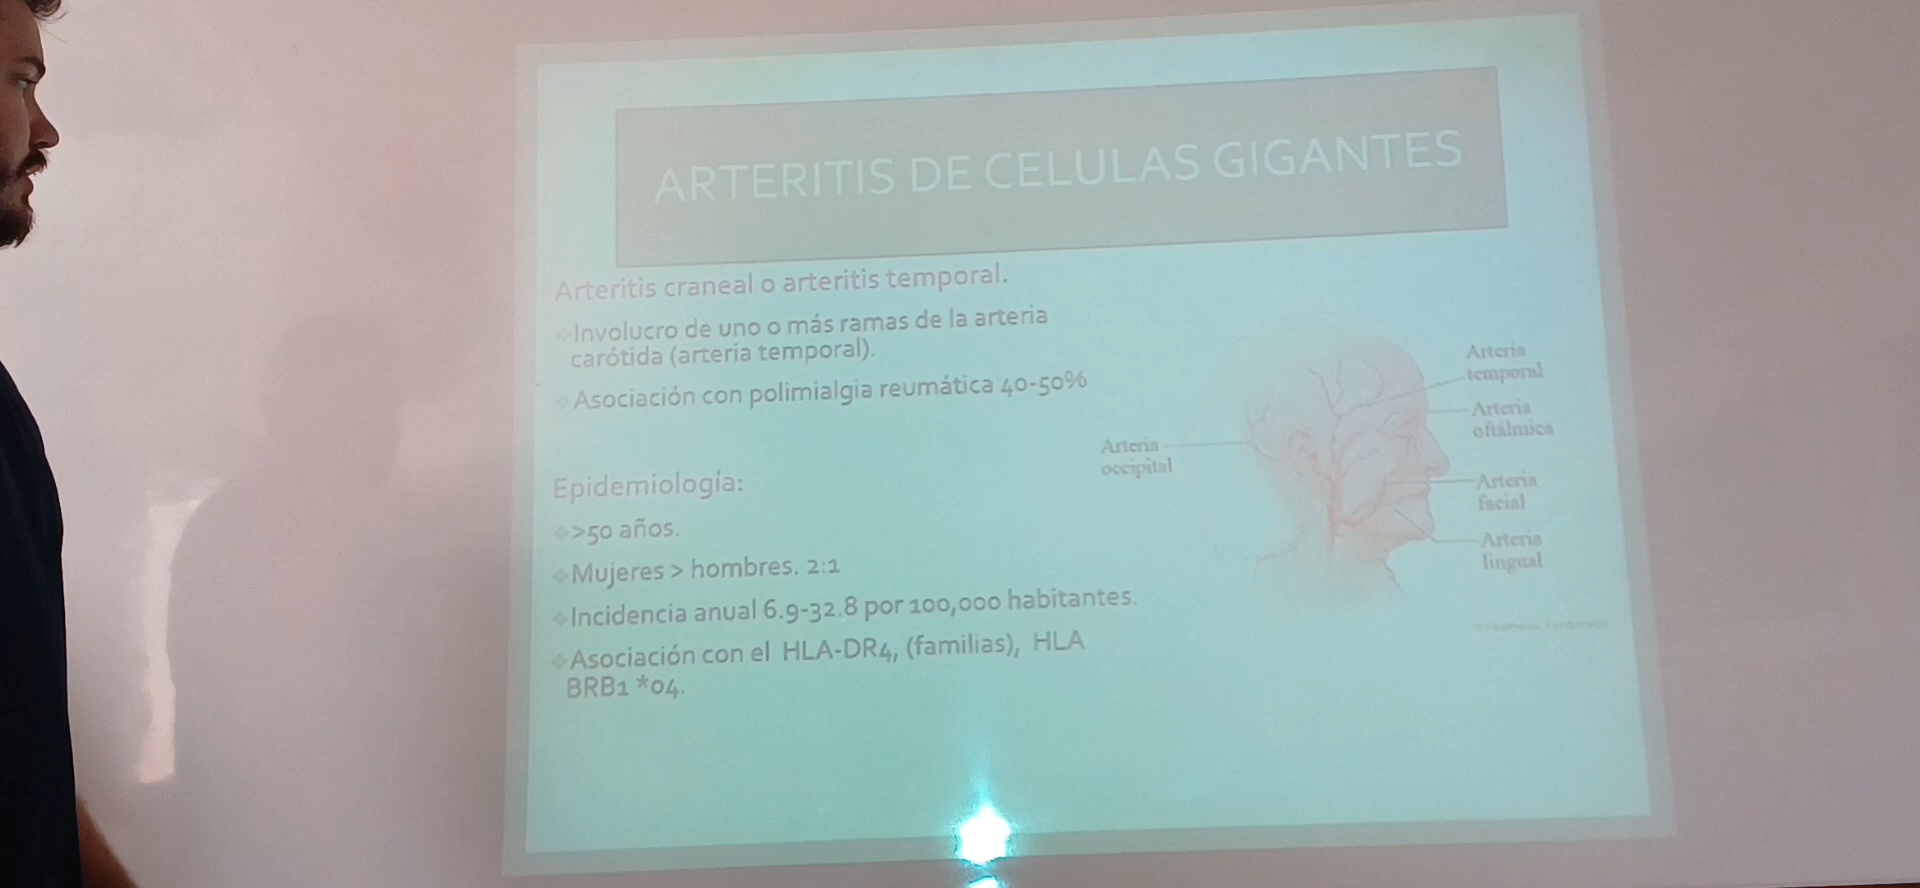 ARTERITIS DE CELULAS GIGANTES
Arteritis craneal o arteritis temporal.
Involucro de uno o más ramas de la arteria
carótida (arteria temporal).
Asociación con polimialgia reumática 40-50%
Epidemiología:
>50 años.
Mujeres > hombres. 2:1
Incidencia anual 6.9-32.8 por 100,000 habitantes.
Asociación con el HLA-DR4, (familias), HLA
BRB1 *04.
Arteria
occipital
Arteria
temporal
Arteria
oftálmica
Arteria
facial
Arteria
lingual